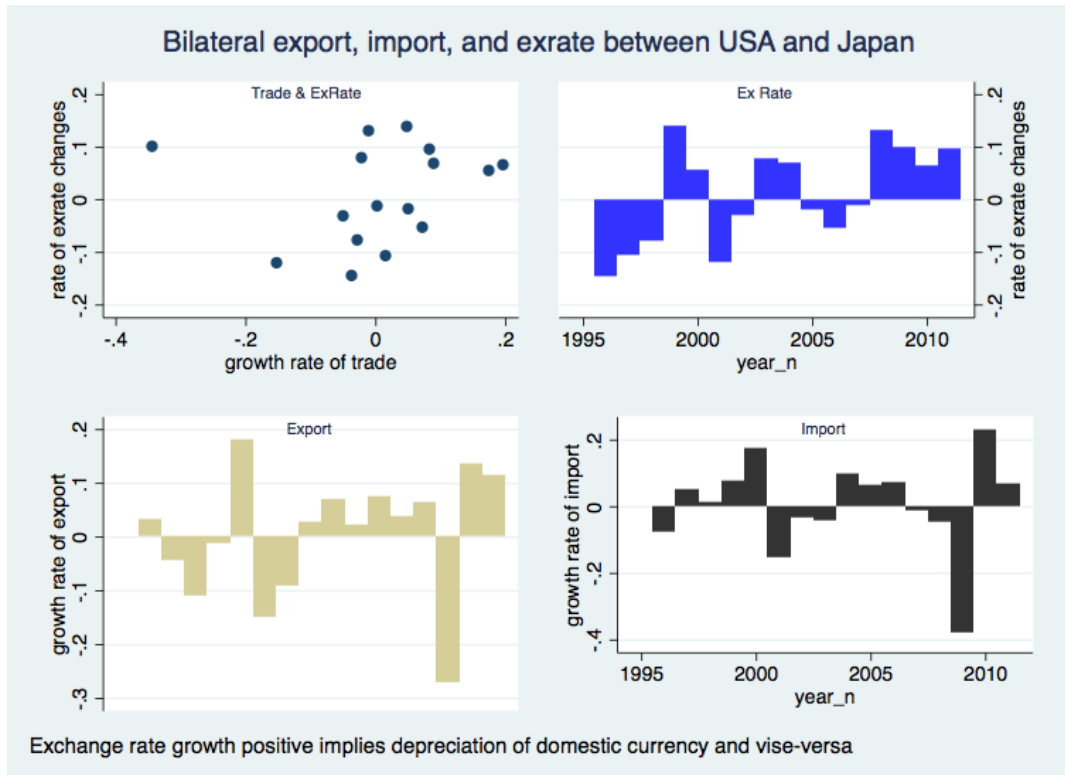 Bilateral export, import, and exrate between USA and Japan
Trade & ExRate
rate of exrate changes
.2
.1
0
-.1
-.2
-.4
-.2
0
.2
growth rate of trade
Ex Rate
.2
.1
0
-.1
-.2
rate of exrate changes
1995
2000
2005
2010
year_n
Export
growth rate of export
.2
.1
0
-.1
-.2
-.3
Import
growth rate of import
.2
0
-.2
-.4
1995
2000
2005
2010
year_n
Exchange rate growth positive implies depreciation of domestic currency and vise-versa